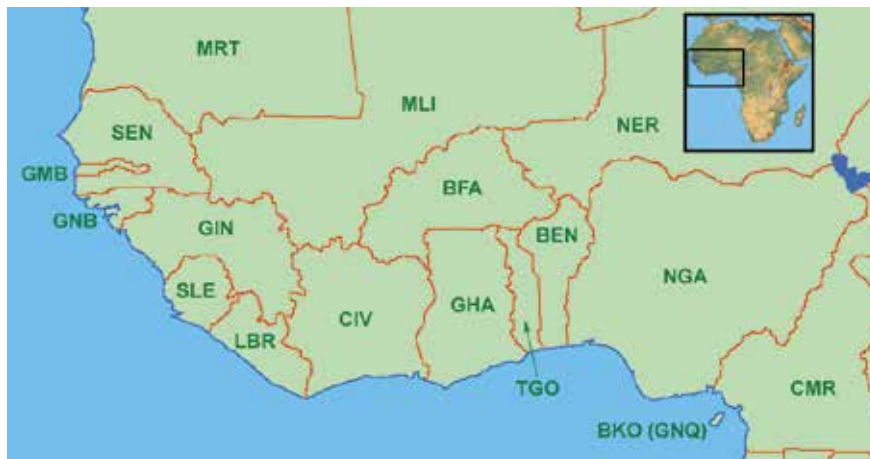 MRT
MLI
SEN
NER
GMB
BFA
GNB
GIN
BEN
NGA
SLE
GHA
CIV
LBR
TGO
CMR
BKO (GNQ)